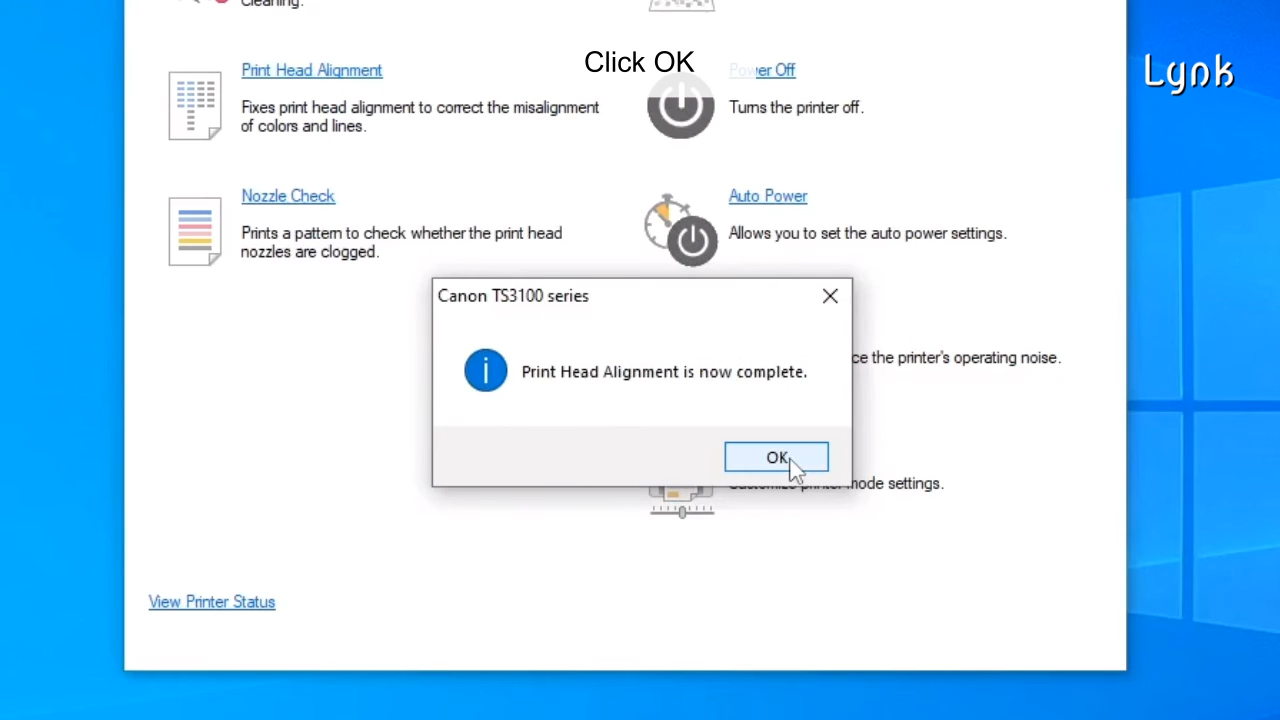 Cleaning.
Click OK
Lynk
Print Head Alignment
Fixes print head alignment to correct the misalignment
of colors and lines.
Power Off
Turns the printer off.
Nozzle Check
Prints a pattern to check whether the print head
nozzles are clogged.
Auto Power
Allows you to set the auto power settings.
Canon TS3100 series
Print Head Alignment is now complete.
OK
ce the printer's operating noise.
Customize printer mode settings.
View Printer Status